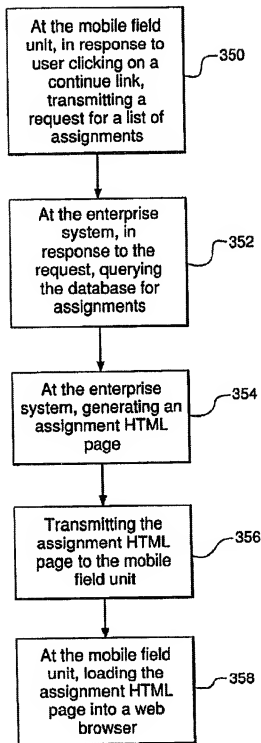 At the mobile field
unit, in response to
user clicking on a
continue link,
transmitting a
request for a list of
assignments
350
At the enterprise
system, in
response to the
request, querying
the database for
assignments
352
At the enterprise
system, generating an
assignment HTML
page
354
Transmitting the
assignment HTML
page to the mobile
field unit
356
At the mobile field
unit, loading the
assignment HTML
page into a web
browser
358